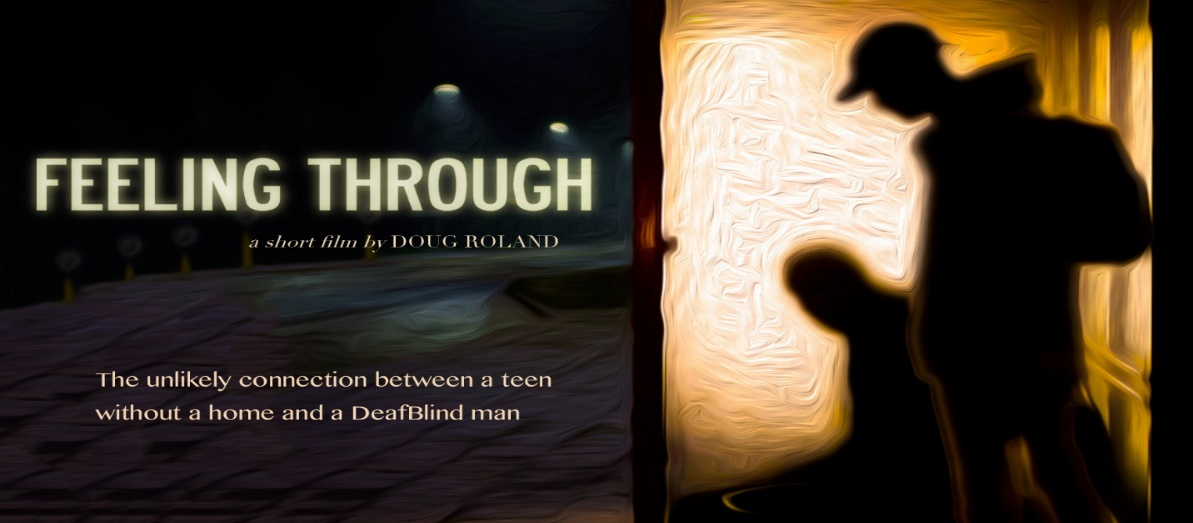 FEELING THROUGH
a short film by DOUG ROLAND
The unlikely connection between a teen
without a home and a DeafBlind man